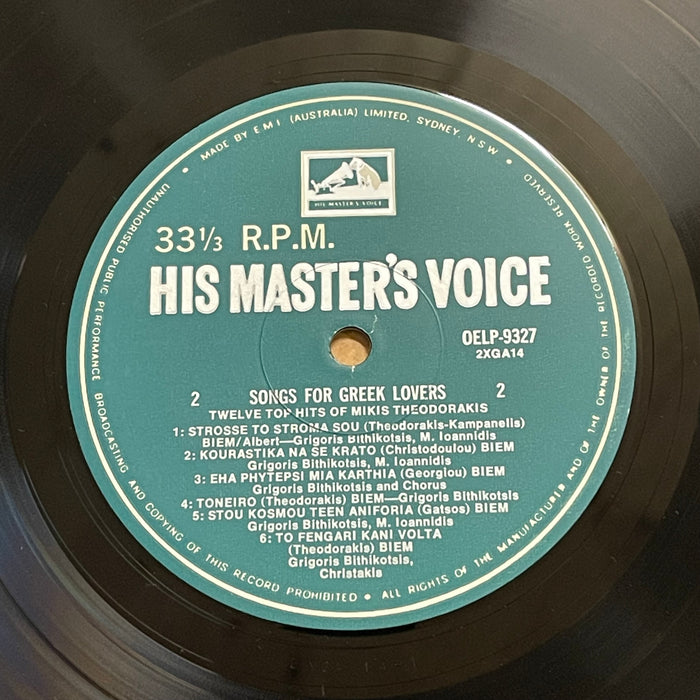 MADE BY E.M.I (AUSTRALIA) LIMITED, SYDNEY, N S W
HIS MASTER'S VOICE
33⅓ R.P.M.
HIS MASTER'S VOICE
OELP-9327
2XGA14
2 SONGS FOR GREEK LOVERS 2
TWELVE TOP HITS OF MIKIS THEODORAKIS
1: STROSSE TO STROMA SOU (Theodorakis-Kampanelis)
BIEM/Albert—Grigoris Bithikotsis, M. Ioannidis
2: KOURASTIKA NA SE KRATO (Christodoulou) BIEM
Grigoris Bithikotsis, M. Ioannidis
3: EHA PHYTEPSI MIA KARTHIA (Georgiou) BIEM
Grigoris Bithikotsis and Chorus
4: TONEIRO (Theodorakis) BIEM—Grigoris Bithikotsis
5: STOU KOSMOU TEEN ANIFORIA (Gatsos) BIEM
Grigoris Bithikotsis, M. Ioannidis
6: TO FENGARI KANI VOLTA
(Theodorakis) BIEM
Grigoris Bithikotsis,
Christakis
UNAUTHORISED PUBLIC PERFORMANCE BROADCASTING AND COPYING OF THIS RECORD PROHIBITED • ALL RIGHTS OF THE MANUFACTURER AND OF THE OWNER OF THE RECORDED WORK RESERVED